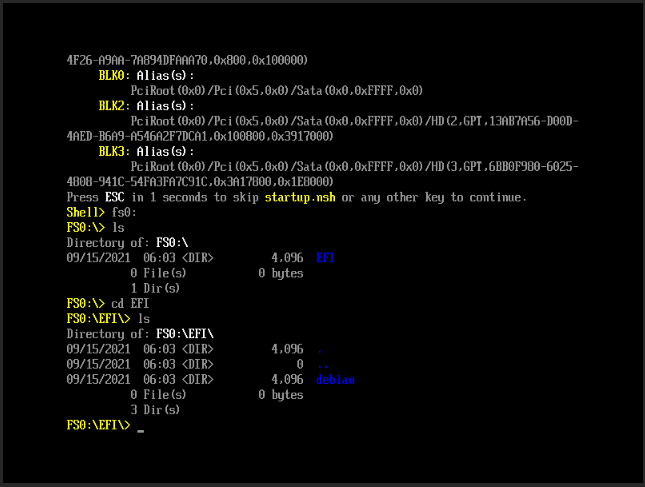 4F26-A9AA-7A894DFAAA70,0x800,0x100000)
BLK0: Alias(s):
PciRoot(0x0)/Pci(0x5,0x0)/Sata(0x0,0xFFFF,0x0)
BLK2: Alias(s):
PciRoot(0x0)/Pci(0x5,0x0)/Sata(0x0,0xFFFF,0x0)/HD(2,GPT,13AB7A56-D00D-
4AED-B6A9-A546A2F7DCA1,0x100800,0x3917000)
BLK3: Alias(s):
PciRoot(0x0)/Pci(0x5,0x0)/Sata(0x0,0xFFFF,0x0)/HD(3,GPT,6BB0F980-6025-
4808-941C-54FA3FA7C91C,0x3A17800,0x1E8000)
Press ESC in 1 seconds to skip startup.nsh or any other key to continue.
Shell> fs0:
FS0:\> ls
Directory of: FS0:\
09/15/2021  06:03 <DIR>         4,096  EFI
0 File(s)           0 bytes
1 Dir(s)
FS0:\> cd EFI
FS0:\EFI\> ls
Directory of: FS0:\EFI\
09/15/2021  06:03 <DIR>         4,096  .
09/15/2021  06:03 <DIR>             0  ..
09/15/2021  06:03 <DIR>         4,096  debian
0 File(s)           0 bytes
3 Dir(s)
FS0:\EFI\> _